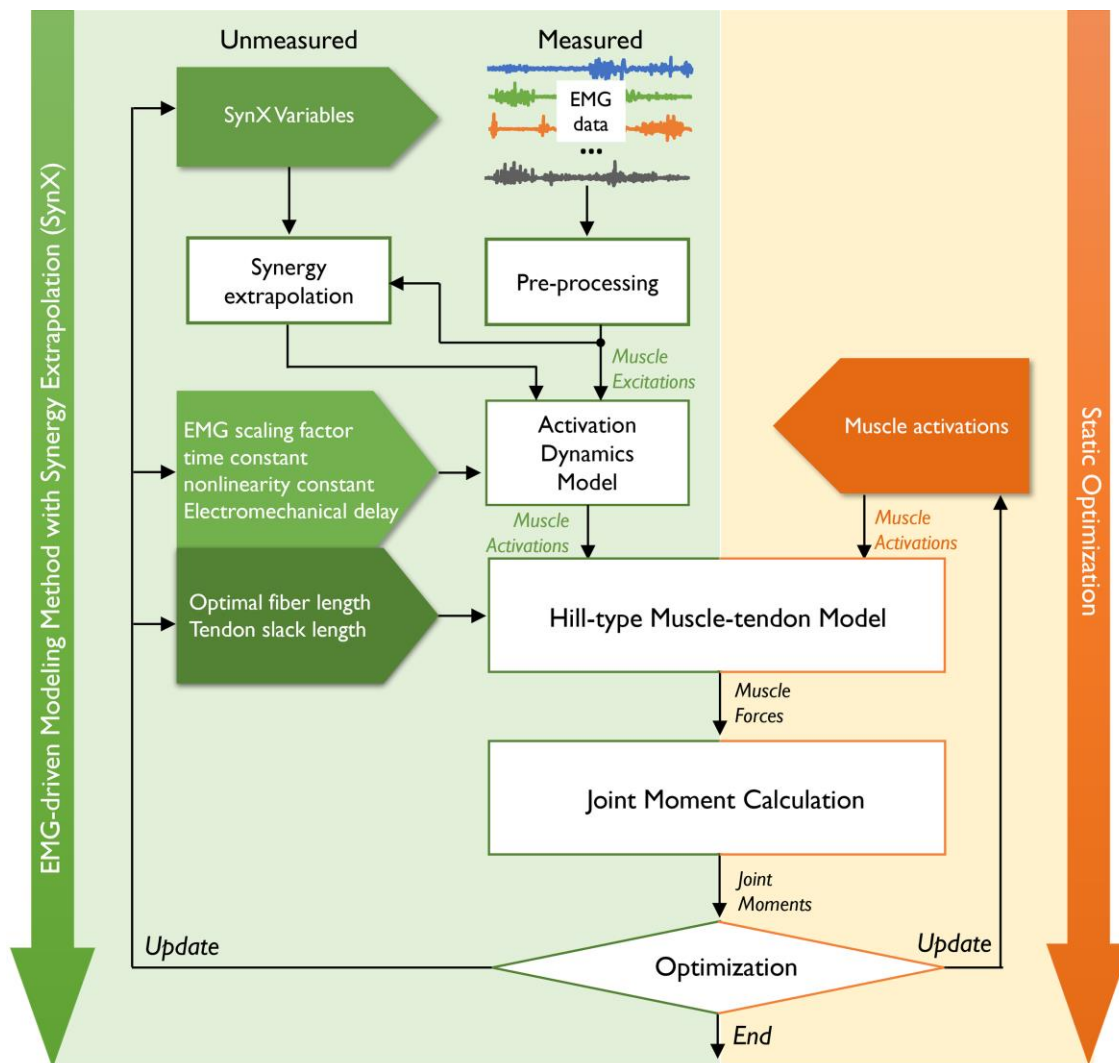 Unmeasured
Measured
SynX Variables
EMG
data
...
Synergy
extrapolation
Pre-processing
Muscle
Excitations
EMG scaling factor
time constant
nonlinearity constant
Electromechanical delay
Activation
Dynamics
Model
Muscle activations
Muscle
Activations
Muscle
Activations
Optimal fiber length
Tendon slack length
Hill-type Muscle-tendon Model
Muscle
Forces
Joint Moment Calculation
Joint
Moments
Update
Optimization
Update
End
EMG-driven Modeling Method with Synergy Extrapolation (SynX)
Static Optimization